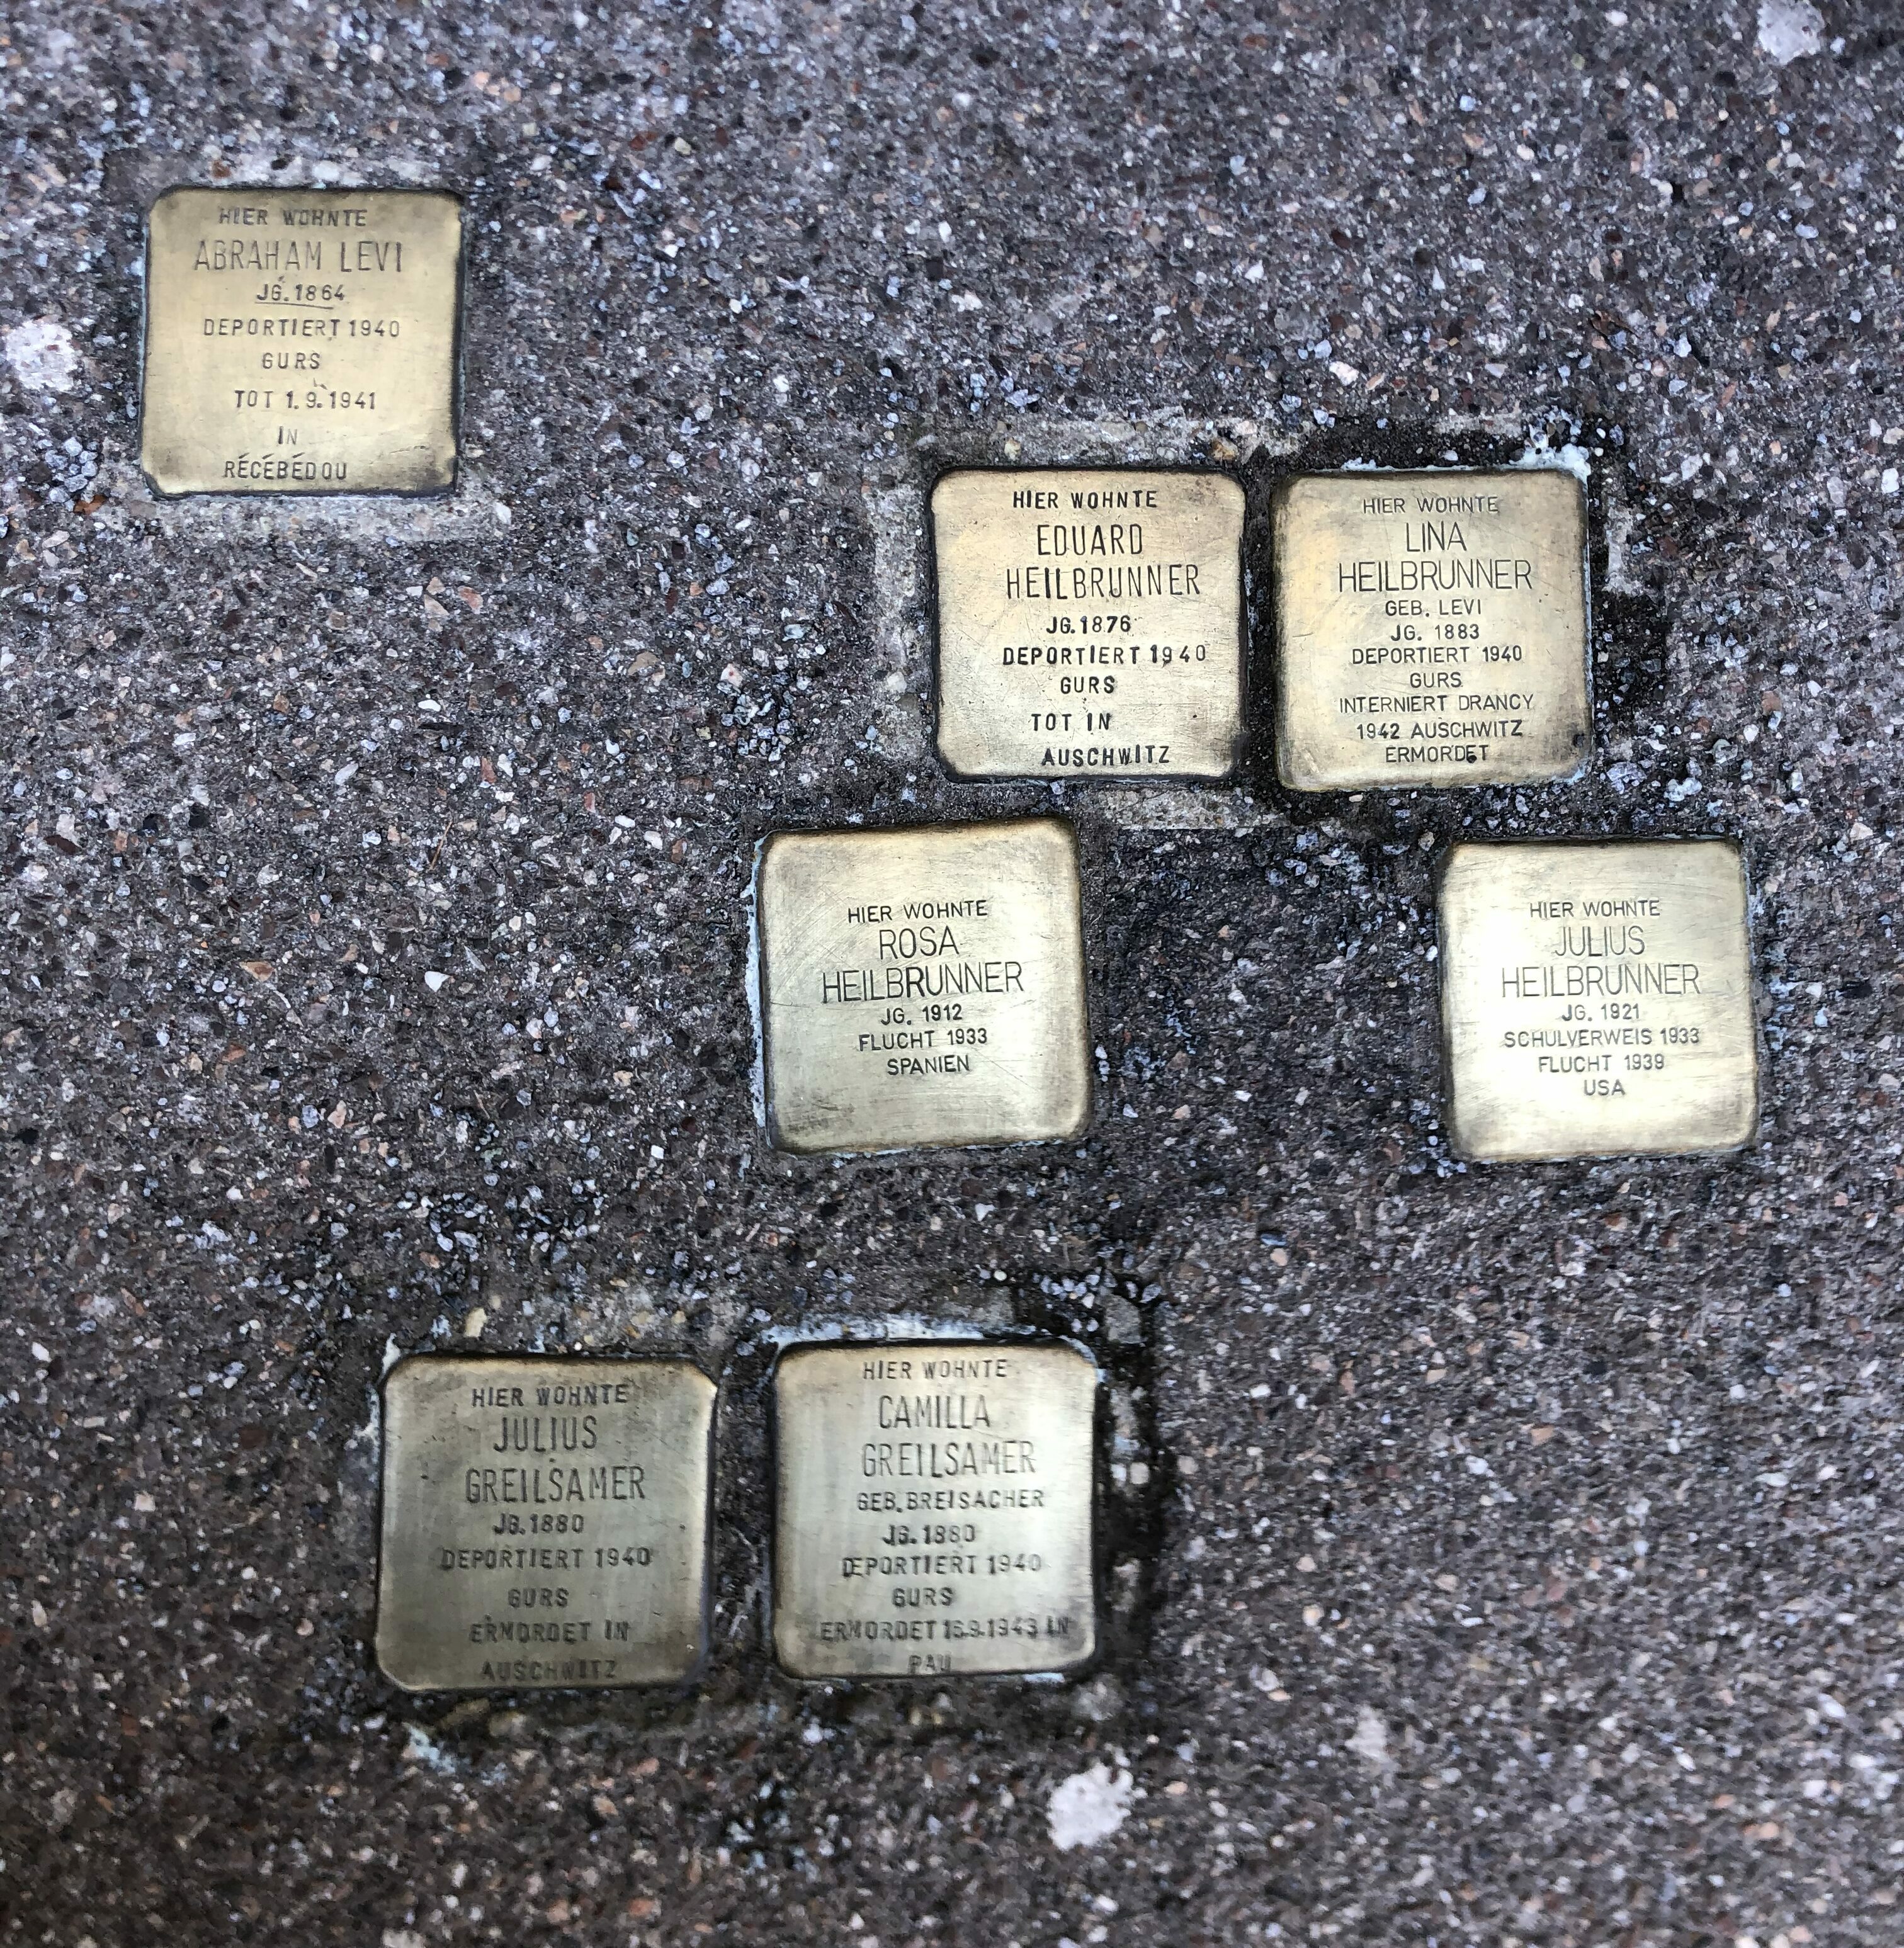 HIER WOHNTE
ABRAHAM LEVI
JG. 1864
DEPORTIERT 1940
GURS
TOT 1.9.1941
IN
RÉCÉBÉDOU
HIER WOHNTE
EDUARD
HEILBRUNNER
JG. 1876
DEPORTIERT 1940
GURS
TOT IN
AUSCHWITZ
HIER WOHNTE
LINA
HEILBRUNNER
GEB. LEVI
JG. 1883
DEPORTIERT 1940
GURS
INTERNIERT DRANCY
1942 AUSCHWITZ
ERMORDET
HIER WOHNTE
ROSA
HEILBRUNNER
JG. 1912
FLUCHT 1933
SPANIEN
HIER WOHNTE
JULIUS
HEILBRUNNER
JG. 1921
SCHULVERWEIS 1933
FLUCHT 1939
USA
HIER WOHNTE
JULIUS
GREILSAMER
JG. 1880
DEPORTIERT 1940
GURS
ERMORDET IN
AUSCHWITZ
HIER WOHNTE
CAMILLA
GREILSAMER
GEB. BREISACHER
JG. 1880
DEPORTIERT 1940
GURS
ERMORDET 15.9.1943 IN
PAU